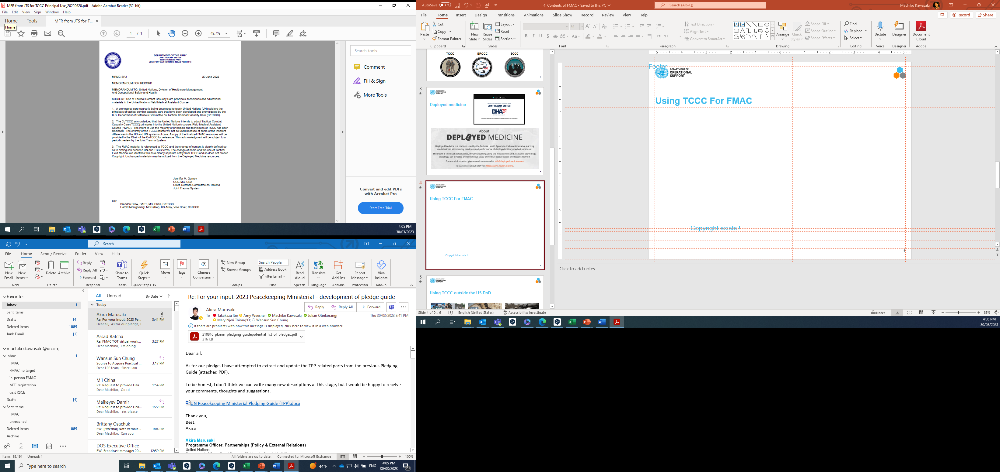 MFR from JTS for TCCC Principal Use_20220620.pdf - Adobe Acrobat Reader (32-bit)
File Edit View Sign Window Help
Home Tools MFR from JTS for T...
Home
1 / 1 49.7%
DEPARTMENT OF THE ARMY
JOINT TRAUMA SYSTEM
3698 CHAMBERS PASS
JBSA FORT SAM HOUSTON, TEXAS 78234-6315
MRMC-SRJ 20 June 2022
MEMORANDUM FOR RECORD
MEMORANDUM TO: United Nations, Division of Healthcare Management
And Occupational Safety and Health.
SUBJECT: Use of Tactical Combat Casualty Care principles, techniques and educational
materials in the United Nations Field Medical Assistant Course.
1. A prehospital care course is being developed to teach United Nations (UN) soldiers the
principals of tactical combat casualty care that have been developed and promulgated by the
U.S. Department of Defense's Committee on Tactical Combat Casualty Care (CoTCCC).
2. The CoTCCC acknowledged that the United Nations intends to adopt Tactical Combat
Casualty Care (TCCC) principles into the United Nation's course: Field Medical Assistant
Course (FMAC). The intent to use the majority of principals and techniques of TCCC has been
disclosed. The entirety of the TCCC course will not be used because of some of the inherent
differences in the US and UN systems of care. A copy of the finalized FMAC resources will be
provided to the Chair of the CoTCCC for reference. This acknowledgment will be subject to a
periodic review by the Joint Trauma System.
3. The FMAC material is referenced to TCCC and the change of content is clearly defined so
as to distinguish between UN and TCCC terms. The change of name and the use of Tactical
Field Medical Aid identifies this as a clearly separate entity from TCCC and so does not breech
Copyright. Unchanged materials may be utilized from the Deployed Medicine resources.
Jennifer M. Gurney
COL, MC, USA
Chief, Defense Committee on Trauma
Joint Trauma System
CC:
Brendon Drew, CAPT, MC, Chair, CoTCCC
Harold Montgomery, MSG (Ret), US Army, Vice Chair, CoTCCC
Search tools
Comment
Fill & Sign
More Tools
Convert and edit PDFs
with Acrobat Pro
Start Free Trial
4:05 PM
30/03/2023
Search
File Home Send / Receive Folder View Help
New Email New Items Delete Archive Reply Reply All Forward Share to Teams Quick Steps Move Tags Chinese Conversion New Group Browse Groups Search People Address Book Filter Email Read Aloud Translate Get Add-ins Report Message Viva Insights
New Delete Respond Teams Quick Steps Groups Find Speech Language Add-ins Protection Add-in
Favorites
Inbox 1
Sent Items
Drafts [4]
Deleted Items 1089
Junk Email [1]
machiko.kawasaki@un.org
Inbox 1
FMAC
FMAC no target
in-person FMAC
MTC registration
visit RSCE
Drafts [4]
Sent Items
FMAC
unreached
Deleted Items 1089
Archive
All Unread By Date
Today
Akira Marusaki
Re: For your input: 2023 Pe... 3:41 PM
Dear all, As for our pledge, I
Assad Batcha
Re: FMAC TOT virtual work... 3:27 PM
Dear Machiko, I'm doing
Wansun Sun Chung
Source to Acquire Practical ... 3:17 PM
Dear TPP team, Since I am
Mil China
Re: Request to provide Hea... 1:54 PM
Dear Machiko, Good
Maikeyev Damir
Re: Request to provide Hea... 1:22 PM
Dear Machiko, Yes please
Brittany Osachuk
FW: [External] Note verbale... 1:04 PM
Dear Machiko, Can you
DOS Executive Office
FW: Broadcast message: 20... 12:59 PM
Re: For your input: 2023 Peacekeeping Ministerial - development of pledge guide
Akira Marusaki
Reply Reply All Forward
To Takakazu Ito; Amy Weesner; Machiko Kawasaki; Julian Otinkorang;
Mary Njeri Thiong'O; Wansun Sun Chung
Thu 30/03/2023 3:41 PM
If there are problems with how this message is displayed, click here to view it in a web browser.
210816_pkmin_pledging_guidepotential_list_of_pledges.pdf
316 KB
Dear all,
As for our pledge, I have attempted to extract and update the TPP-related parts from the previous Pledging
Guide (attached PDF).
To be honest, I don't think we can write many new descriptions at this stage, but I would be happy to receive
your comments, thoughts and suggestions.
UN Peacekeeping Ministerial Pledging Guide (TPP).docx
Thank you,
Best,
Akira
Akira Marusaki
Programme Officer, Partnerships (Policy & External Relations)
United Nations
Items: 18,191 Unread: 1 All folders are up to date. Connected to: Microsoft Exchange 100%
Type here to search 44°F ENG 4:05 PM
30/03/2023 21
AutoSave Off 4. Contents of FMAC • Saved to this PC Search (Alt+Q) Machiko Kawasaki
File Home Insert Design Transitions Animations Slide Show Record Review View Help Record Share
Paste Cut Copy Format Painter New Slide Reuse Slides Layout Reset Section 36 Text Direction Align Text Convert to SmartArt Arrange Quick Styles Shape Fill Shape Outline Shape Effects Find Replace Select Dictate Designer Document Cloud
Clipboard Slides Font Paragraph Drawing Editing Voice Designer Adobe
TCCC ERCCC SCCC
3
DEPARTMENT OF
OPERATIONAL
SUPPORT
Deployed medicine
JOINT TRAUMA SYSTEM
DHA
About
DEPLOYED MEDICINE
Deployed Medicine is a platform used by the Defense Health Agency to trial new innovative learning
models aimed at improving readiness and performance of deployed military medical personnel.
The intent is to deliver personalized, dynamic learning using the most current and accessible technology,
enabling a self-directed and continuous study of medical best practices and lessons learned.
For more information, please send us an email at info@deployedmedicine.com
To learn more about DHA visit https://www.health.mil/dha.
4
DEPARTMENT OF
OPERATIONAL
SUPPORT
Using TCCC For FMAC
Copyright exists !
5
DEPARTMENT OF
OPERATIONAL
SUPPORT
Using TCCC outside the US DoD
5 4 3 2 1 0 1 2 3 4 5
3 2 1 0 1 2 3
Footer
DEPARTMENT OF
OPERATIONAL
SUPPORT
Using TCCC For FMAC
Copyright exists !
4
Click to add notes
Slide 4 of 0 .. 6 English (United States) Accessibility: Investigate Notes 85%
4:05 PM
30/03/2023